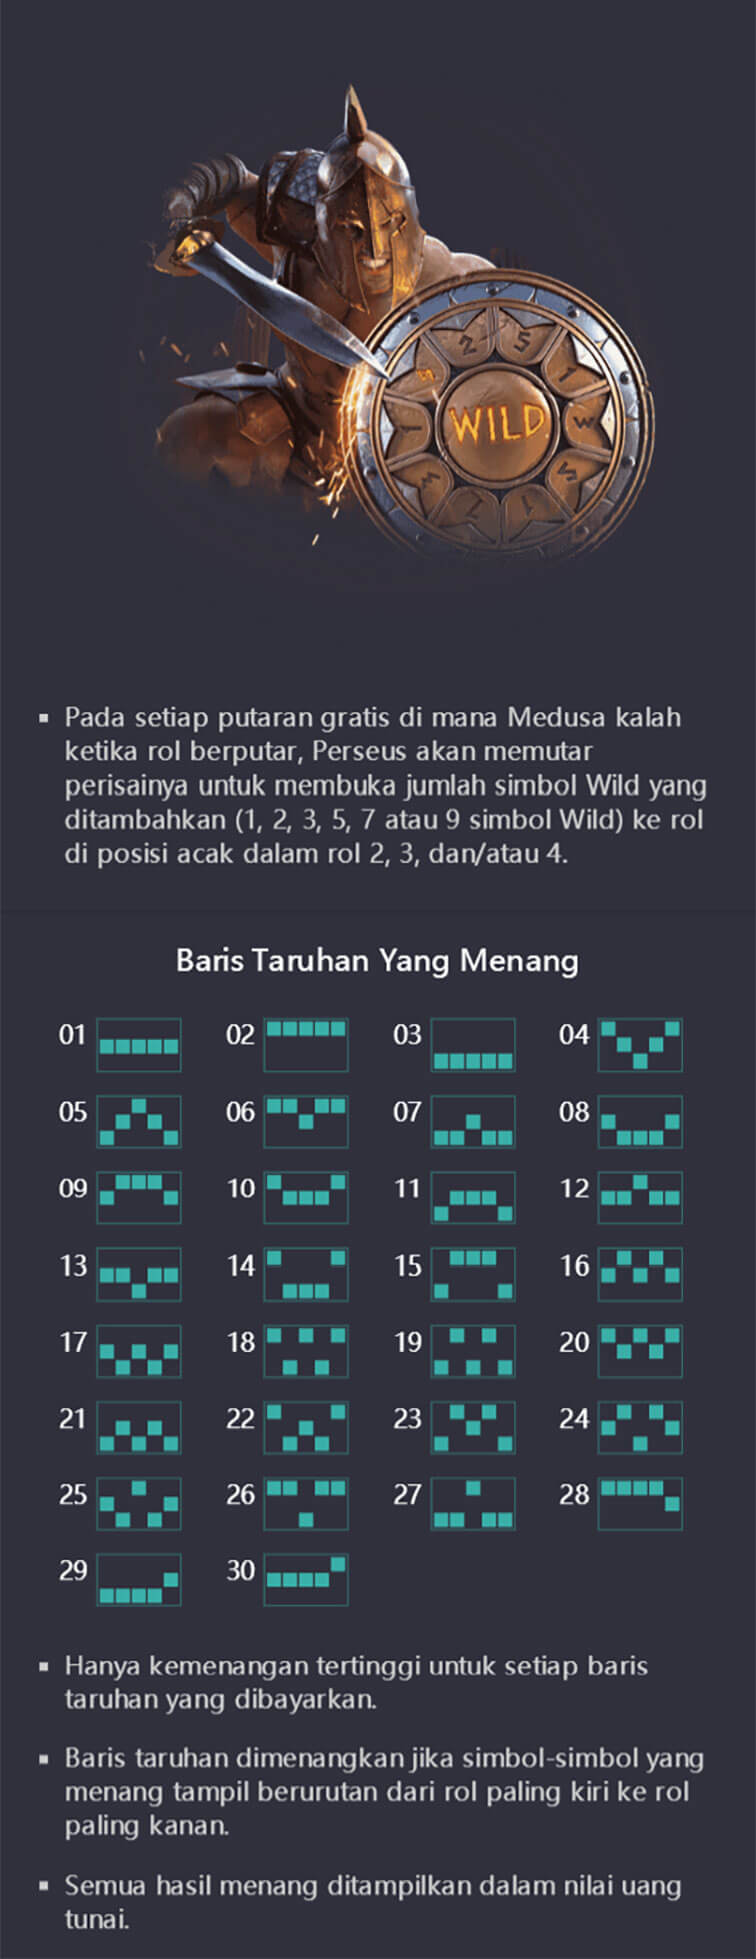 2 5 1
WILD
Pada setiap putaran gratis di mana Medusa kalah
ketika rol berputar, Perseus akan memutar
perisainya untuk membuka jumlah simbol Wild yang
ditambahkan (1, 2, 3, 5, 7 atau 9 simbol Wild) ke rol
di posisi acak dalam rol 2, 3, dan/atau 4.
Baris Taruhan Yang Menang
01 02 03 04
05 06 07 08
09 10 11 12
13 14 15 16
17 18 19 20
21 22 23 24
25 26 27 28
29 30
Hanya kemenangan tertinggi untuk setiap baris
taruhan yang dibayarkan.
Baris taruhan dimenangkan jika simbol-simbol yang
menang tampil berurutan dari rol paling kiri ke rol
paling kanan.
Semua hasil menang ditampilkan dalam nilai uang
tunai.